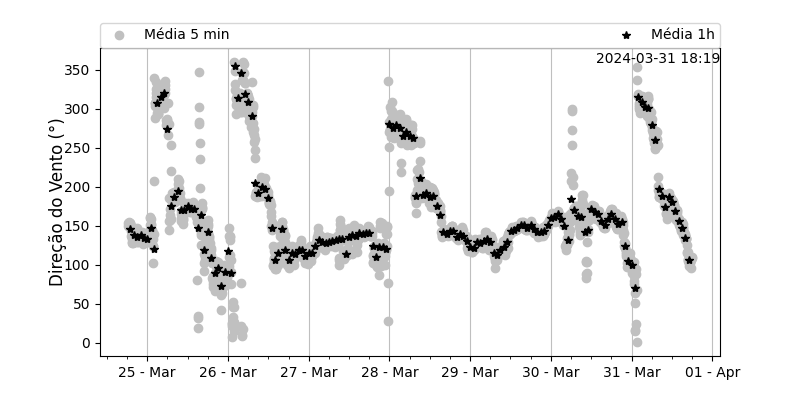 Média 5 min
Média 1h
2024-03-31 18:19
Direção do Vento (°)
350
300
250
200
150
100
50
0
25 - Mar
26 - Mar
27 - Mar
28 - Mar
29 - Mar
30 - Mar
31 - Mar
01 - Apr